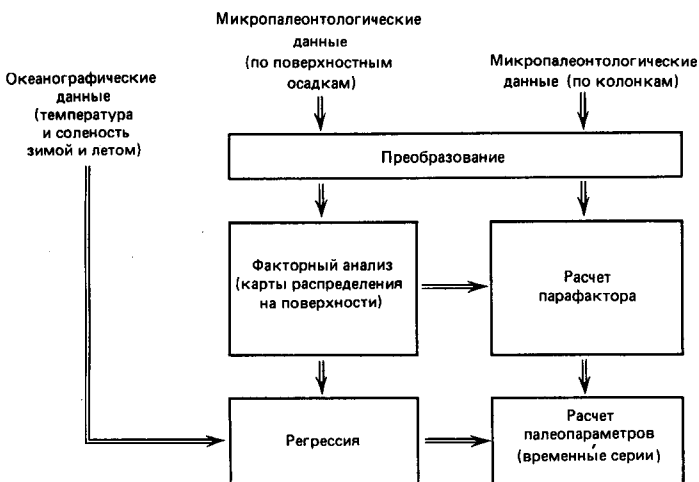 Микропалеонтологические
данные
(по поверхностным
осадкам)
Микропалеонтологические
данные (по колонкам)
Океанографические
данные
(температура
и соленость
зимой и летом)
Преобразование
Факторный анализ
(карты распределения
на поверхности)
Расчет
парафактора
Регрессия
Расчет
палеопараметров
(временные серии)